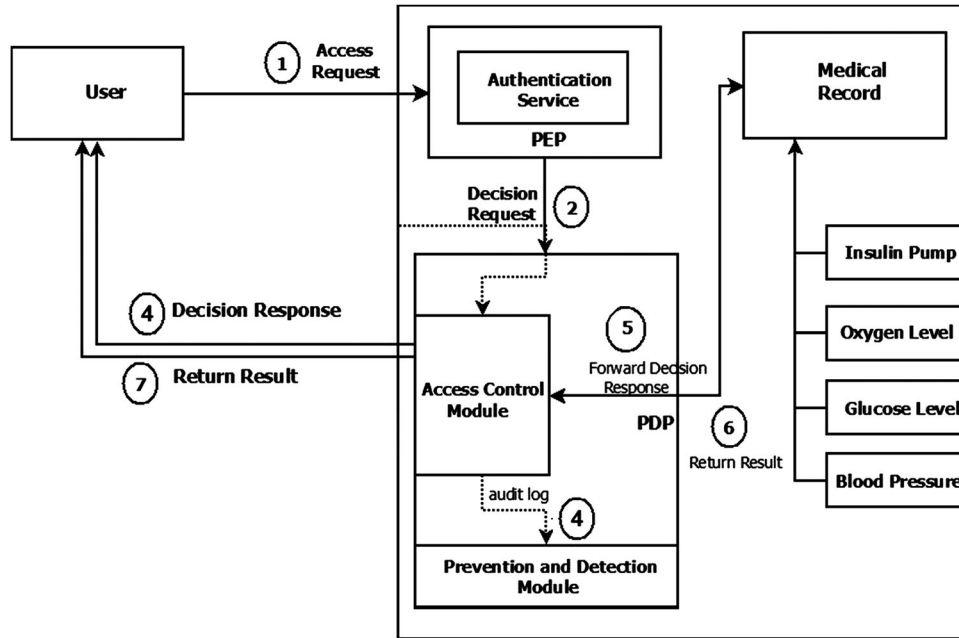 User
1
Access
Request
Authentication
Service
PEP
Medical
Record
Decision
Request
2
Insulin Pump
4
Decision Response
5
Oxygen Level
7
Return Result
Forward Decision
Response
Access Control
Module
PDP
6
Glucose Level
Return Result
Blood Pressure
audit log
4
Prevention and Detection
Module